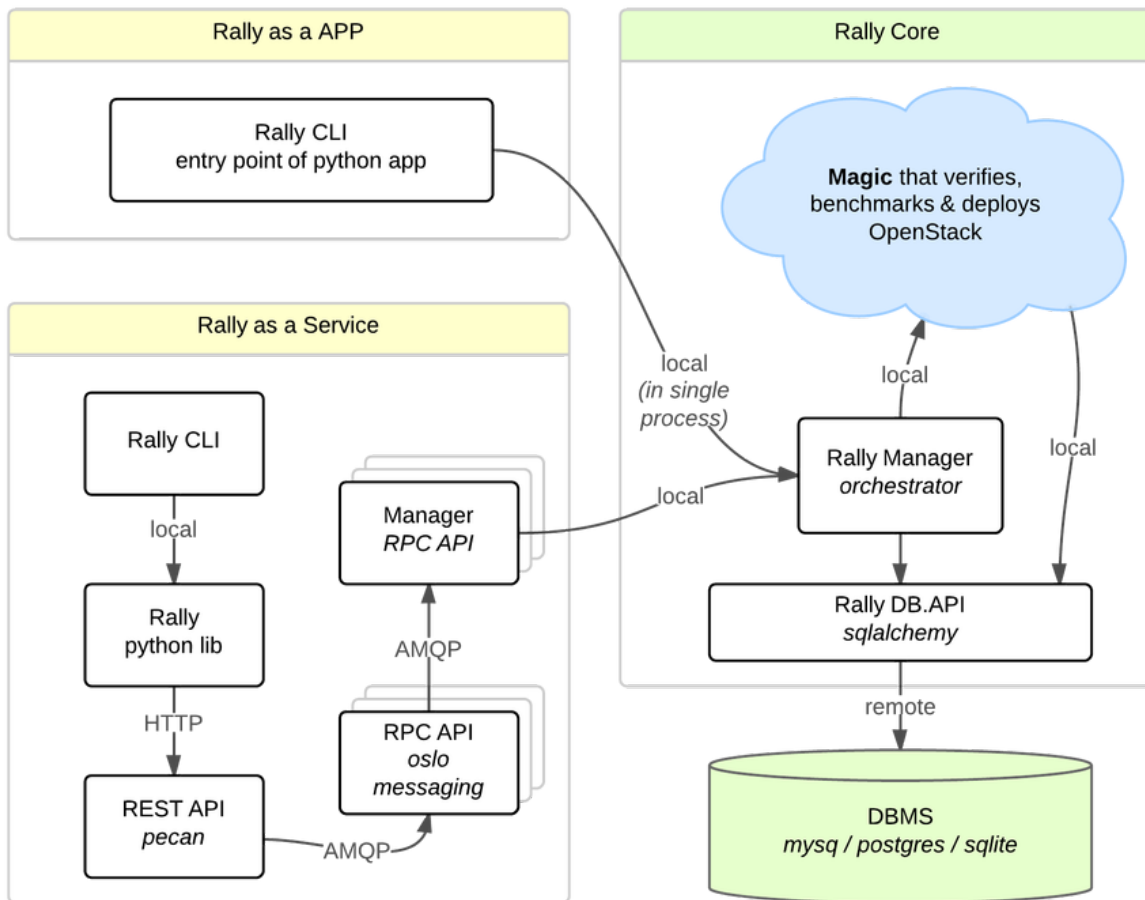 Rally as a APP
Rally CLI
entry point of python app
Rally as a Service
Rally CLI
local
Rally
python lib
HTTP
REST API
pecan
AMQP
RPC API
oslo
messaging
AMQP
Manager
RPC API
local
local
(in single
process)
Rally Core
Magic that verifies,
benchmarks & deploys
OpenStack
local
local
Rally Manager
orchestrator
Rally DB.API
sqlalchemy
remote
DBMS
mysq / postgres / sqlite